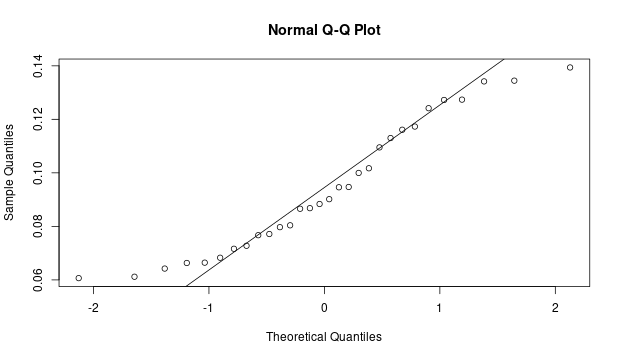 Normal Q-Q Plot
Sample Quantiles
0.14
0.12
0.10
0.08
0.06
-2 -1 0 1 2
Theoretical Quantiles